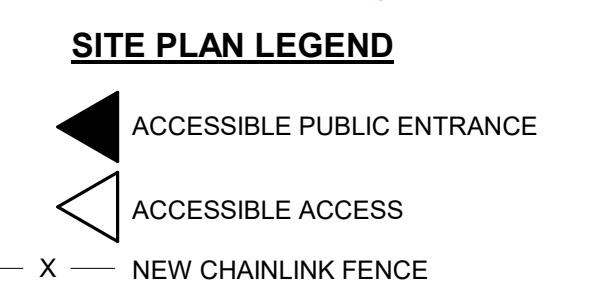 SITE PLAN LEGEND
ACCESSIBLE PUBLIC ENTRANCE
ACCESSIBLE ACCESS
X NEW CHAINLINK FENCE